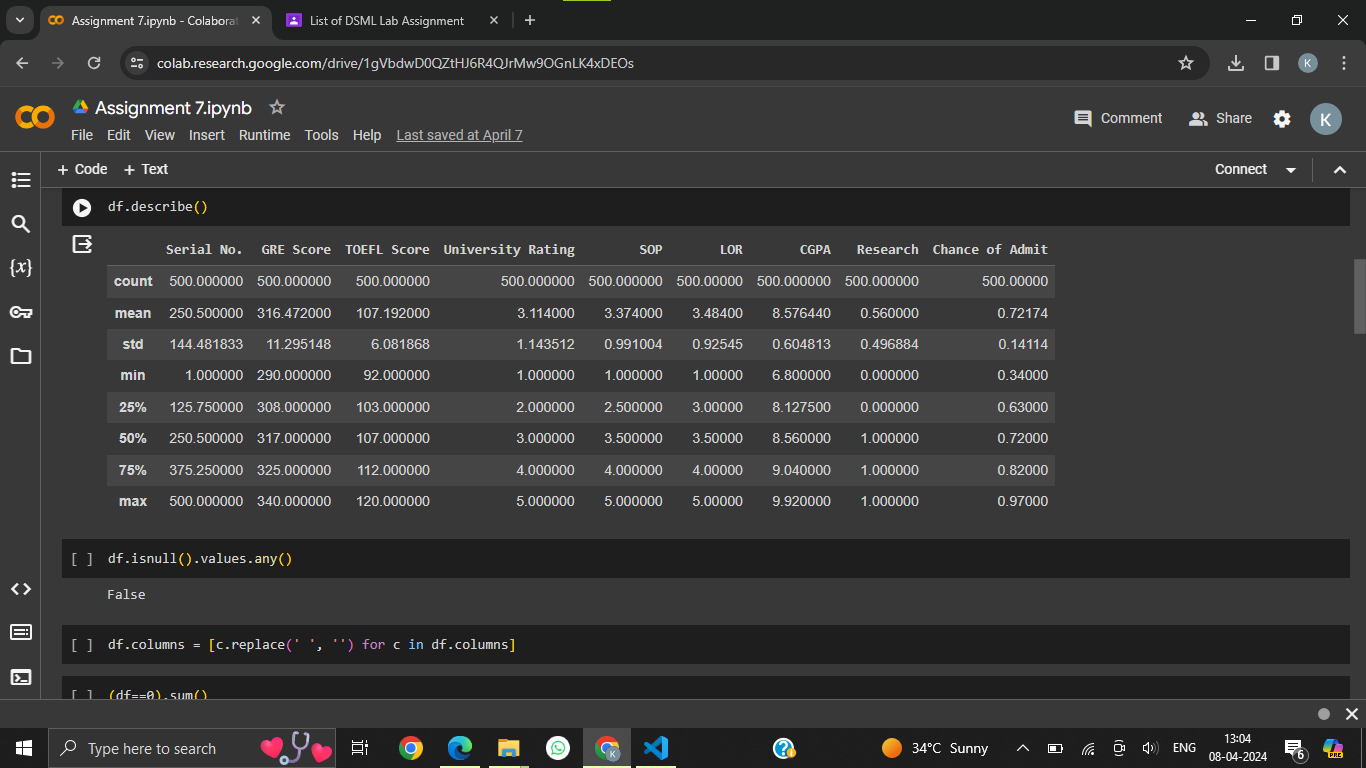 Assignment 7.ipynb - Colaborat
List of DSML Lab Assignment
colab.research.google.com/drive/1gVbdwD0QZtHJ6R4QJrMw9OGnLK4xDEOs
K
Assignment 7.ipynb
File Edit View Insert Runtime Tools Help Last saved at April 7
Comment Share K
+ Code + Text
Connect
df.describe()
Serial No. GRE Score TOEFL Score University Rating SOP LOR CGPA Research Chance of Admit
count 500.000000 500.000000 500.000000 500.000000 500.000000 500.00000 500.000000 500.000000 500.00000
mean 250.500000 316.472000 107.192000 3.114000 3.374000 3.48400 8.576440 0.560000 0.72174
std 144.481833 11.295148 6.081868 1.143512 0.991004 0.92545 0.604813 0.496884 0.14114
min 1.000000 290.000000 92.000000 1.000000 1.000000 1.00000 6.800000 0.000000 0.34000
25% 125.750000 308.000000 103.000000 2.000000 2.500000 3.00000 8.127500 0.000000 0.63000
50% 250.500000 317.000000 107.000000 3.000000 3.500000 3.50000 8.560000 1.000000 0.72000
75% 375.250000 325.000000 112.000000 4.000000 4.000000 4.00000 9.040000 1.000000 0.82000
max 500.000000 340.000000 120.000000 5.000000 5.000000 5.00000 9.920000 1.000000 0.97000
[ ] df.isnull().values.any()
False
[ ] df.columns = [c.replace(' ', '') for c in df.columns]
[ ] (df==0).sum()
Type here to search
34°C Sunny
ENG
13:04
08-04-2024
6
PRE